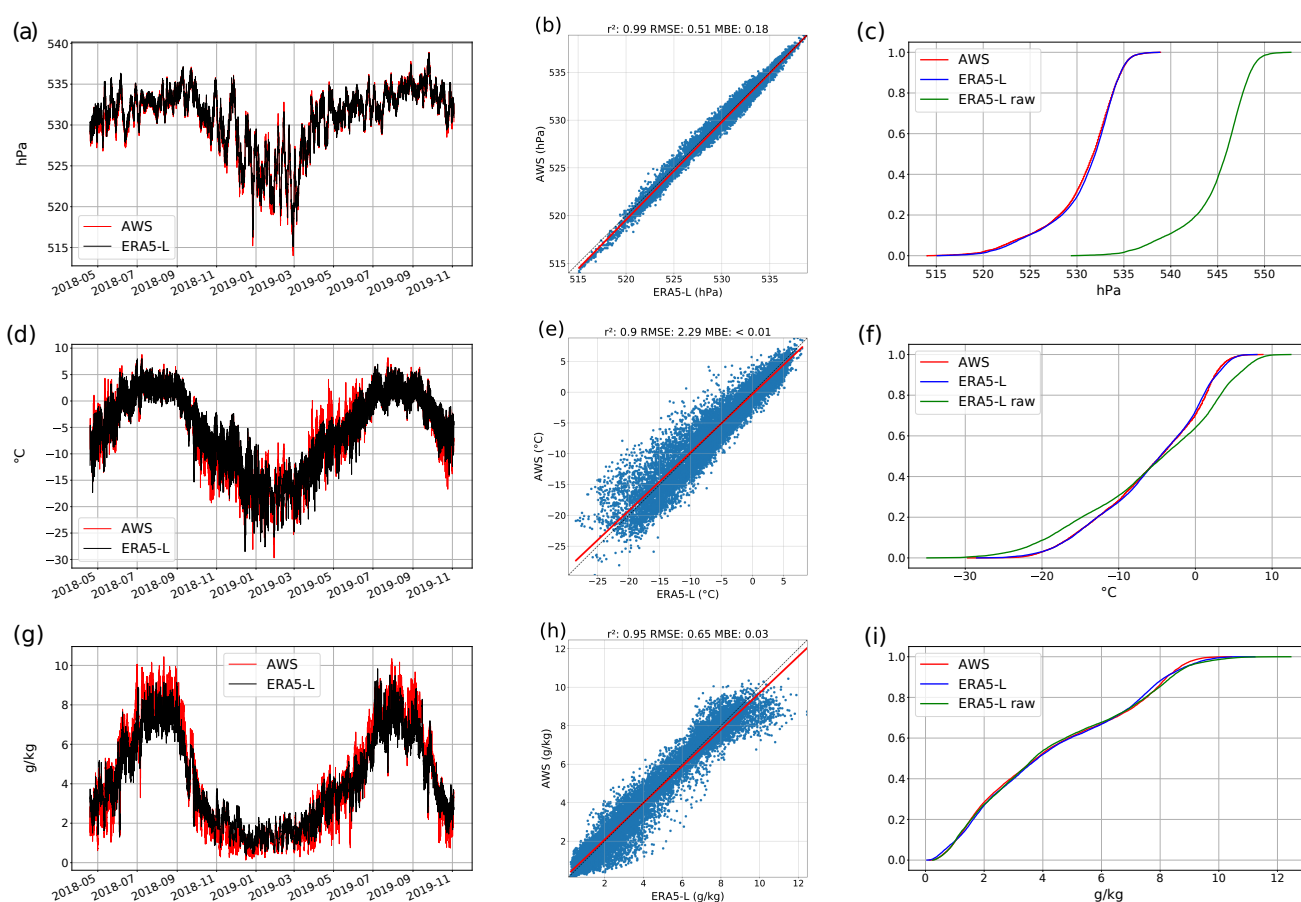 (a)
540
535
530
525
520
515
hPa
AWS
ERA5-L
2018-05
2018-07
2018-09
2018-11
2019-01
2019-03
2019-05
2019-07
2019-09
2019-11
(b)
r²: 0.99 RMSE: 0.51 MBE: 0.18
535
530
525
520
515
AWS (hPa)
515 520 525 530 535
ERA5-L (hPa)
(c)
1.0
0.8
0.6
0.4
0.2
0.0
AWS
ERA5-L
ERA5-L raw
515 520 525 530 535 540 545 550
hPa
(d)
10
5
0
−5
−10
−15
−20
−25
−30
°C
AWS
ERA5-L
2018-05
2018-07
2018-09
2018-11
2019-01
2019-03
2019-05
2019-07
2019-09
2019-11
(e)
r²: 0.9 RMSE: 2.29 MBE: < 0.01
5
0
−5
−10
−15
−20
−25
AWS (°C)
−25 −20 −15 −10 −5 0 5
ERA5-L (°C)
(f)
1.0
0.8
0.6
0.4
0.2
0.0
AWS
ERA5-L
ERA5-L raw
−30 −20 −10 0 10
°C
(g)
10
8
6
4
2
0
g/kg
AWS
ERA5-L
2018-05
2018-07
2018-09
2018-11
2019-01
2019-03
2019-05
2019-07
2019-09
2019-11
(h)
r²: 0.95 RMSE: 0.65 MBE: 0.03
12
10
8
6
4
2
AWS (g/kg)
2 4 6 8 10 12
ERA5-L (g/kg)
(i)
1.0
0.8
0.6
0.4
0.2
0.0
AWS
ERA5-L
ERA5-L raw
0 2 4 6 8 10 12
g/kg